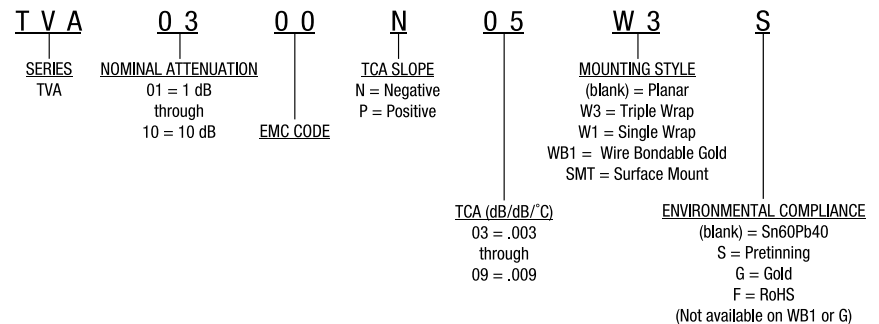 TVA 03 00 N 05 W3 S
SERIES
TVA
NOMINAL ATTENUATION
01 = 1 dB
through
10 = 10 dB
EMC CODE
TCA SLOPE
N = Negative
P = Positive
TCA (dB/dB/°C)
03 = .003
through
09 = .009
MOUNTING STYLE
(blank) = Planar
W3 = Triple Wrap
W1 = Single Wrap
WB1 = Wire Bondable Gold
SMT = Surface Mount
ENVIRONMENTAL COMPLIANCE
(blank) = Sn60Pb40
S = Pretinning
G = Gold
F = RoHS
(Not available on WB1 or G)